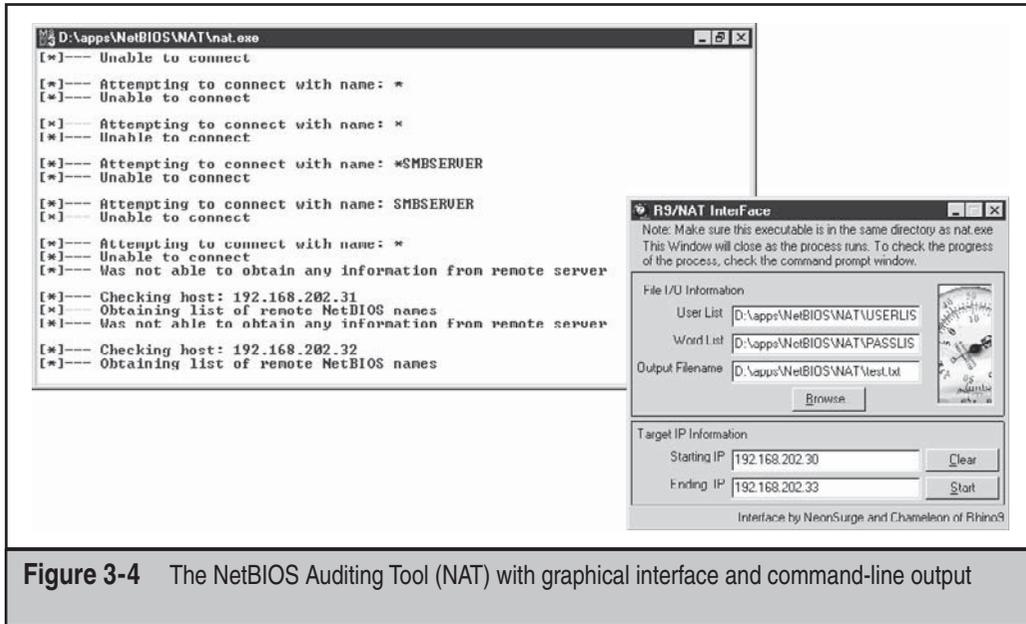 D:\apps\NetBIOS\NAT\nat.exe
[*]--- Unable to connect
[*]--- Attempting to connect with name: *
[*]--- Unable to connect
[*]--- Attempting to connect with name: *
[*]--- Unable to connect
[*]--- Attempting to connect with name: *SMBSERVER
[*]--- Unable to connect
[*]--- Attempting to connect with name: SMBSERVER
[*]--- Unable to connect
[*]--- Attempting to connect with name: *
[*]--- Unable to connect
[*]--- Was not able to obtain any information from remote server
[*]--- Checking host: 192.168.202.31
[*]--- Obtaining list of remote NetBIOS names
[*]--- Was not able to obtain any information from remote server
[*]--- Checking host: 192.168.202.32
[*]--- Obtaining list of remote NetBIOS names
R9/NAT InterFace
Note: Make sure this executable is in the same directory as nat.exe
This Window will close as the process runs. To check the progress
of the process, check the command prompt window.
File I/O Information
User List D:\apps\NetBIOS\NAT\USERLIS
Word List D:\apps\NetBIOS\NAT\PASSLIS
Output Filename D:\apps\NetBIOS\NAT\test.txt
Browse
Target IP Information
Starting IP 192.168.202.30 Clear
Ending IP 192.168.202.33 Start
Interface by NeonSurge and Chameleon of Rhino9
Figure 3-4 The NetBIOS Auditing Tool (NAT) with graphical interface and command-line output